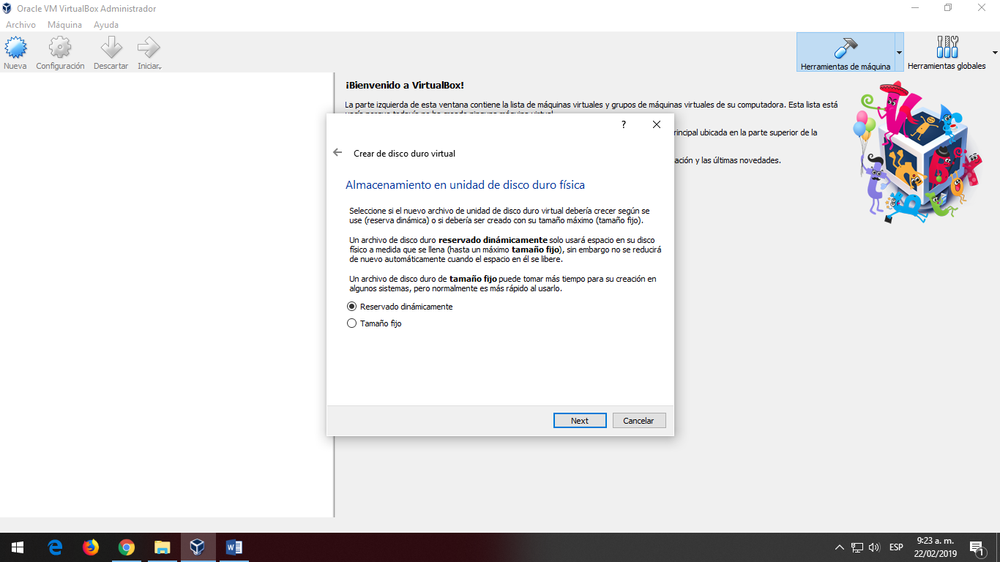 Oracle VM VirtualBox Administrador
Archivo Máquina Ayuda
Nueva Configuración Descartar Iniciar
Herramientas de máquina Herramientas globales
¡Bienvenido a VirtualBox!
La parte izquierda de esta ventana contiene la lista de máquinas virtuales y grupos de máquinas virtuales de su computadora. Esta lista está
rincipal ubicada en la parte superior de la
ación y las últimas novedades.
?
Crear de disco duro virtual
Almacenamiento en unidad de disco duro física
Seleccione si el nuevo archivo de unidad de disco duro virtual debería crecer según se
use (reserva dinámica) o si debería ser creado con su tamaño máximo (tamaño fijo).
Un archivo de disco duro reservado dinámicamente solo usará espacio en su disco
físico a medida que se llena (hasta un máximo tamaño fijo), sin embargo no se reducirá
de nuevo automáticamente cuando el espacio en él se libere.
Un archivo de disco duro de tamaño fijo puede tomar más tiempo para su creación en
algunos sistemas, pero normalmente es más rápido al usarlo.
Reservado dinámicamente
Tamaño fijo
Next Cancelar
ESP
9:23 a. m.
22/02/2019
1